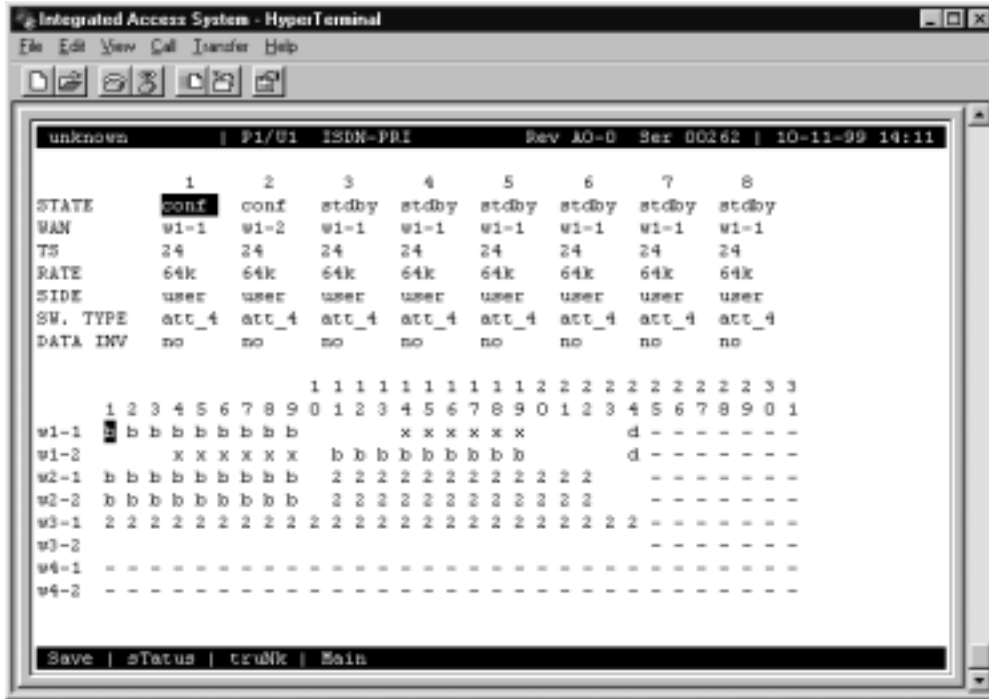 Integrated Access System - HyperTerminal
File Edit View Call Transfer Help
unknown | P1/U1 ISDN-PRI Rev A0-0 Ser 00262 | 10-11-99 14:11
1 2 3 4 5 6 7 8
STATE conf conf stdby stdby stdby stdby stdby stdby
WAN w1-1 w1-2 w1-1 w1-1 w1-1 w1-1 w1-1 w1-1
TS 24 24 24 24 24 24 24 24
RATE 64k 64k 64k 64k 64k 64k 64k 64k
SIDE user user user user user user user user
SW. TYPE att_4 att_4 att_4 att_4 att_4 att_4 att_4 att_4
DATA INV no no no no no no no no
1 1 1 1 1 1 1 1 1 1 2 2 2 2 2 2 2 2 2 2 3 3
1 2 3 4 5 6 7 8 9 0 1 2 3 4 5 6 7 8 9 0 1 2 3 4 5 6 7 8 9 0 1
w1-1 b b b b b b b b b x x x x x x d - - - - - - -
w1-2 x x x x x x b b b b b b b b b d - - - - - - -
w2-1 b b b b b b b b b 2 2 2 2 2 2 2 2 2 2 2 2 - - - - - - -
w2-2 b b b b b b b b b 2 2 2 2 2 2 2 2 2 2 2 2 - - - - - - -
w3-1 2 2 2 2 2 2 2 2 2 2 2 2 2 2 2 2 2 2 2 2 2 2 2 2 - - - - - - -
w3-2 - - - - - - -
w4-1 - - - - - - - - - - - - - - - - - - - - - - - - - - - - - - -
w4-2 - - - - - - - - - - - - - - - - - - - - - - - - - - - - - - -
Save | sTatus | truNk | Main